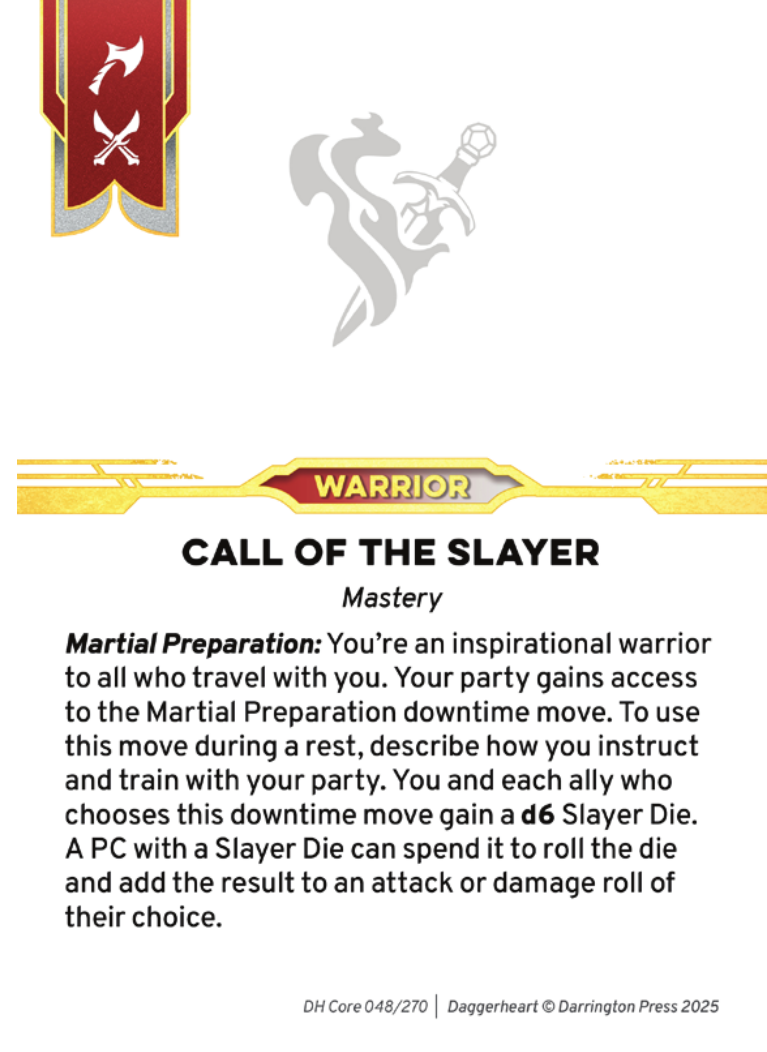 WARRIOR
CALL OF THE SLAYER
Mastery
Martial Preparation: You’re an inspirational warrior
to all who travel with you. Your party gains access
to the Martial Preparation downtime move. To use
this move during a rest, describe how you instruct
and train with your party. You and each ally who
chooses this downtime move gain a d6 Slayer Die.
A PC with a Slayer Die can spend it to roll the die
and add the result to an attack or damage roll of
their choice.
DH Core 048/270 | Daggerheart © Darrington Press 2025